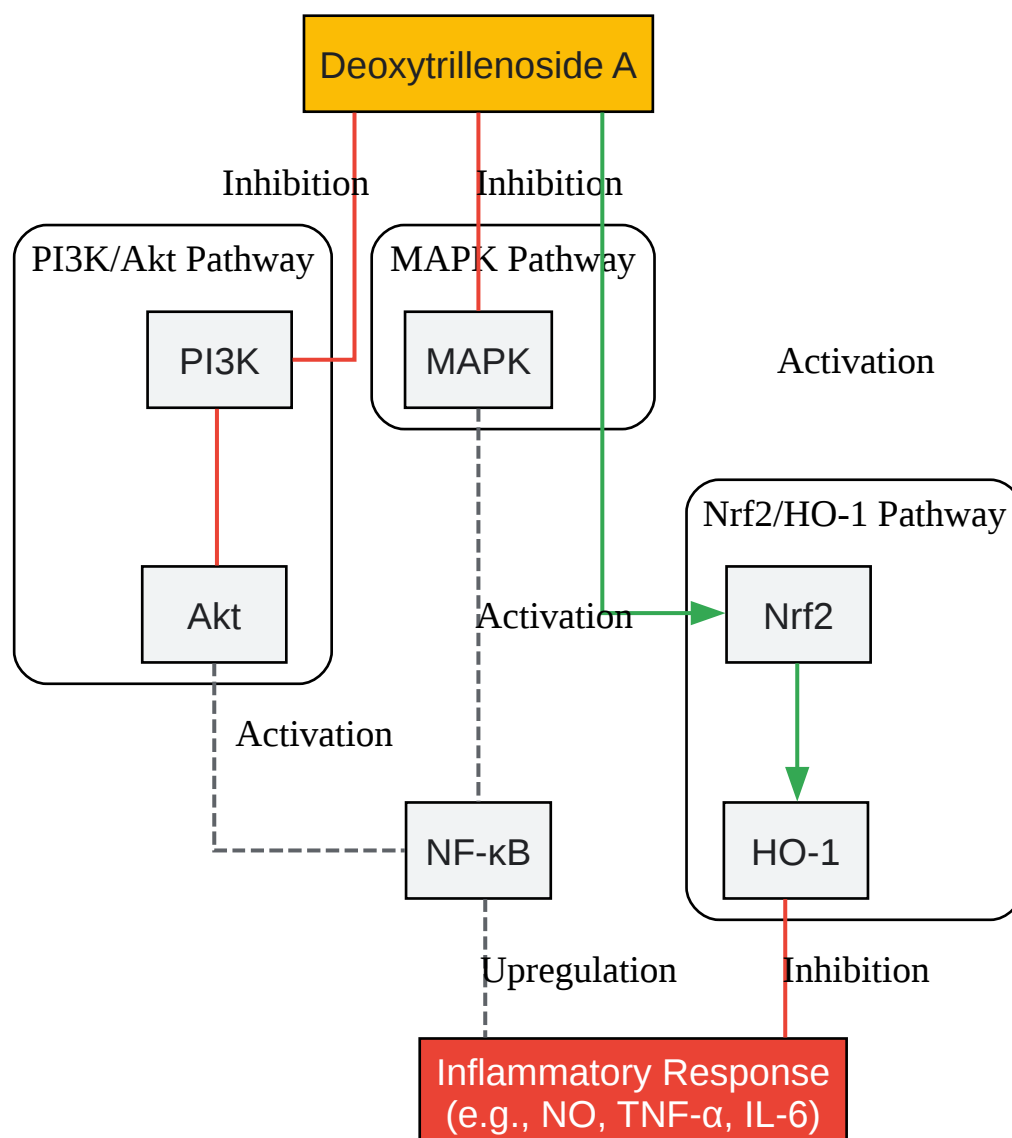 Deoxytrillenoside A
Inhibition
Inhibition
PI3K/Akt Pathway
MAPK Pathway
PI3K
MAPK
Activation
Nrf2/HO-1 Pathway
Akt
Activation
Nrf2
Activation
NF-κB
HO-1
Upregulation
Inhibition
Inflammatory Response
(e.g., NO, TNF-α, IL-6)